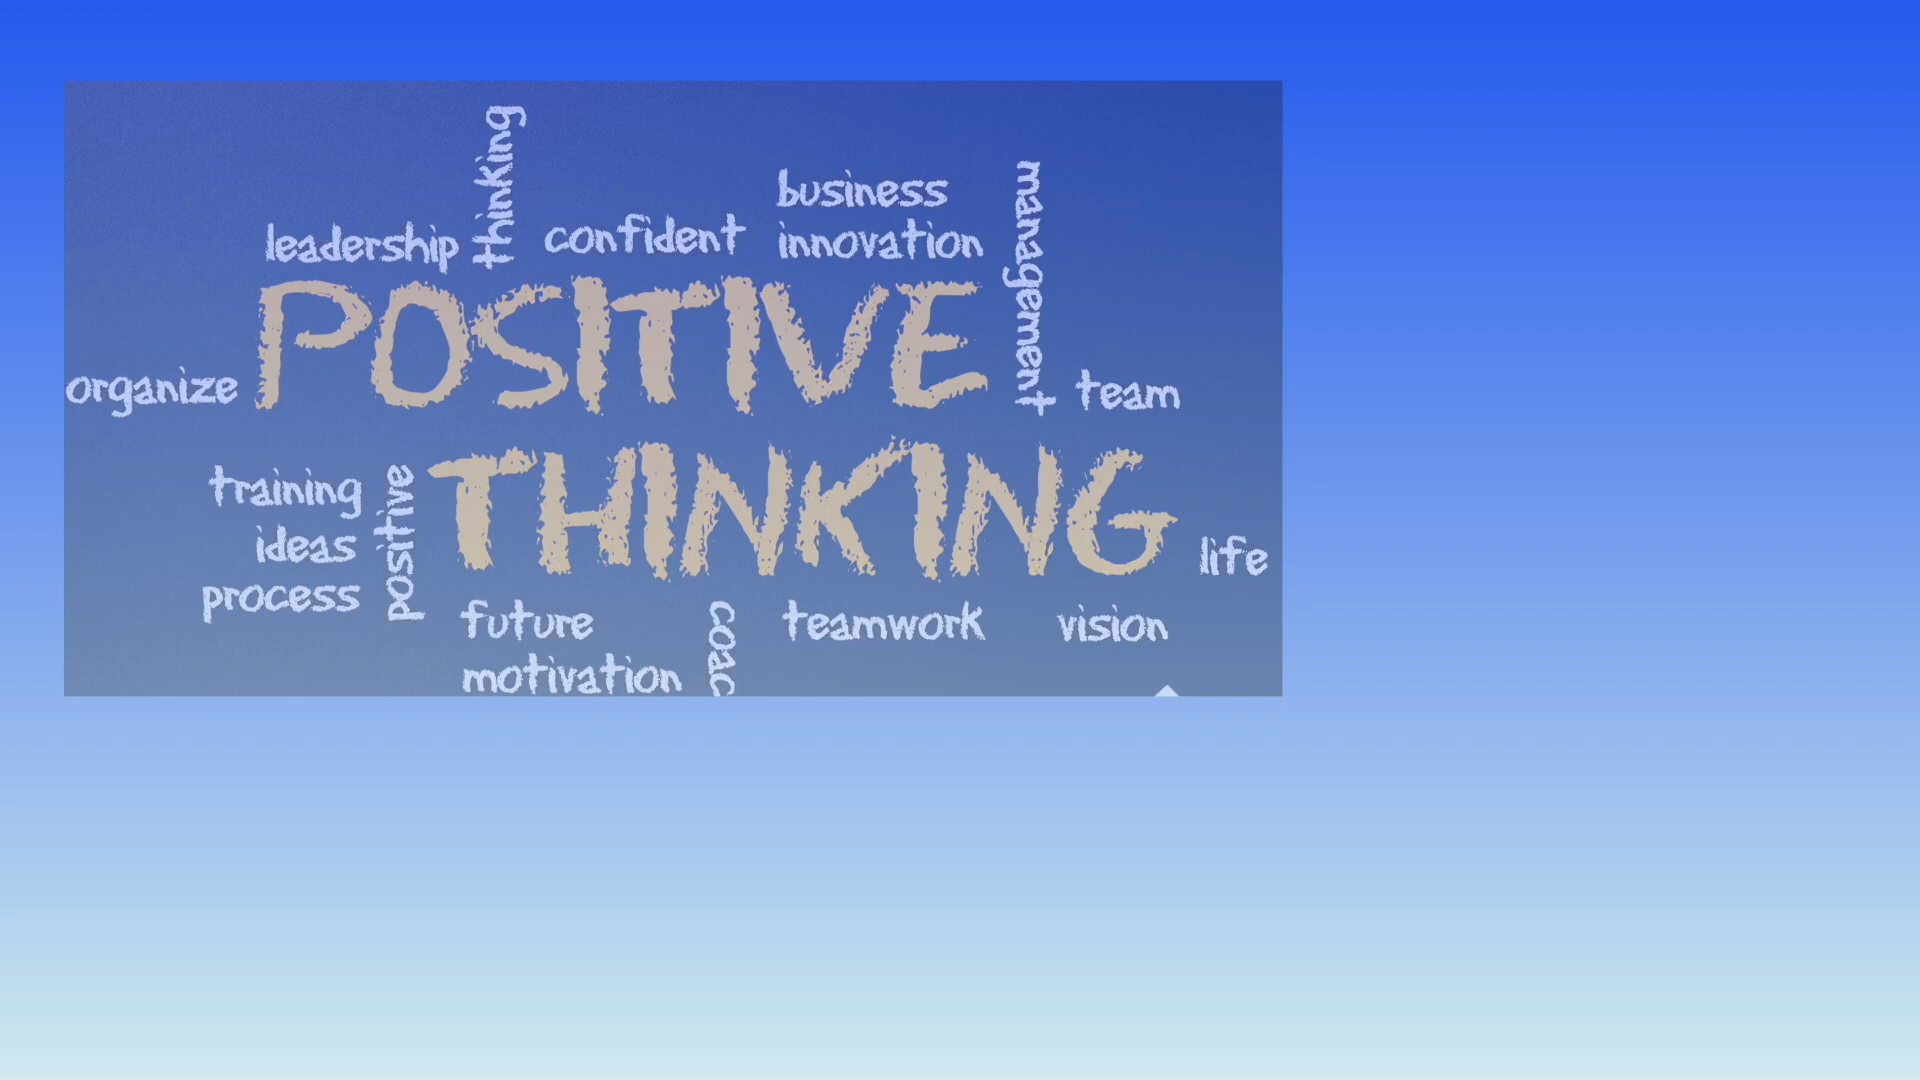 thinking
business
management
leadership
confident
innovation
POSITIVE
organize
team
THINKING
training
positive
ideas
life
process
future
coac
teamwork
vision
motivation